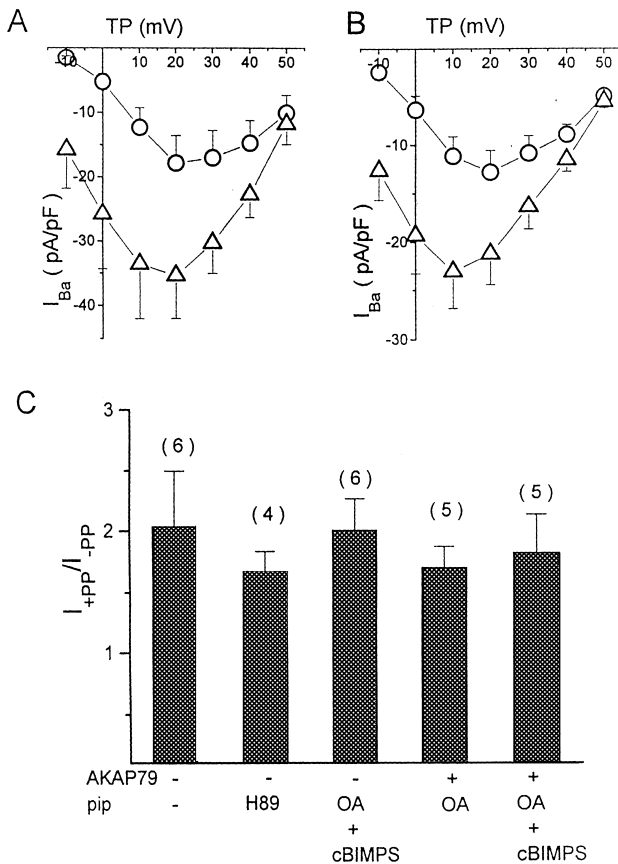 A
TP (mV)
-10 10 20 30 40 50
-10
-20
-30
-40
I Ba ( pA/pF)
B
TP (mV)
-10 10 20 30 40 50
-10
-20
-30
I Ba ( pA/pF)
C
3
2
1
I +PP/I -PP
(6) (4) (6) (5) (5)
AKAP79 - - - + +
pip - H89 OA OA OA
+ +
cBIMPS cBIMPS